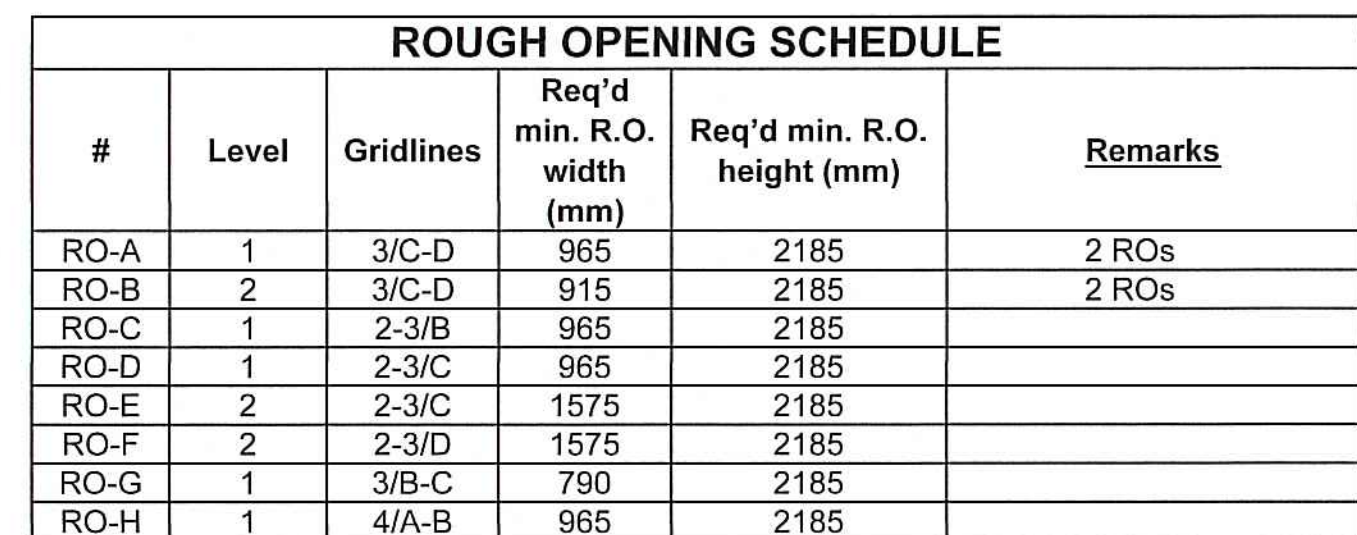 ROUGH OPENING SCHEDULE
# Level Gridlines Req’d min. R.O. width (mm) Req’d min. R.O. height (mm) Remarks
RO-A 1 3/C-D 965 2185 2 ROs
RO-B 2 3/C-D 915 2185 2 ROs
RO-C 1 2-3/B 965 2185
RO-D 1 2-3/C 965 2185
RO-E 2 2-3/C 1575 2185
RO-F 2 2-3/D 1575 2185
RO-G 1 3/B-C 790 2185
RO-H 1 4/A-B 965 2185